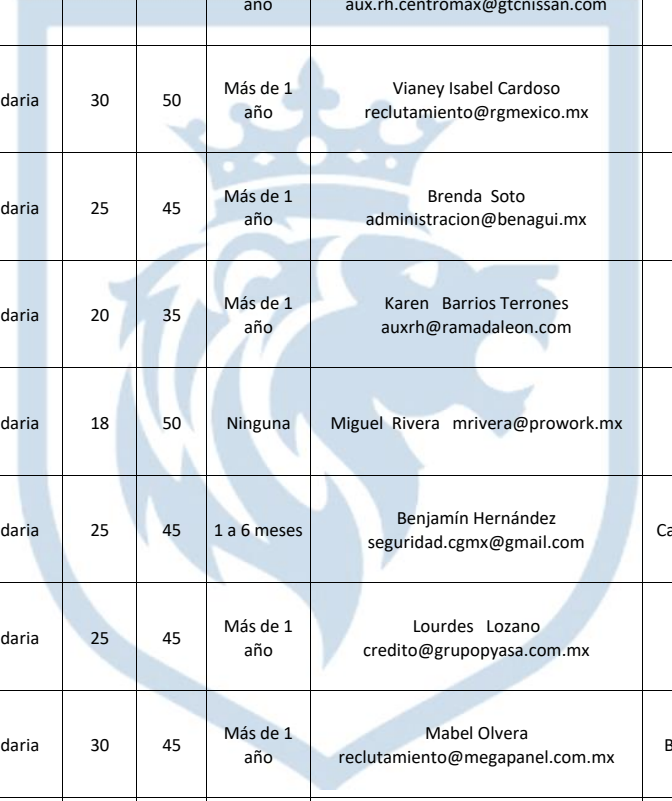 año
aux.rh.centromax@gtcnissan.com
daria 30 50 Más de 1 año Vianey Isabel Cardoso
reclutamiento@rgmexico.mx
daria 25 45 Más de 1 año Brenda Soto
administracion@benagui.mx
daria 20 35 Más de 1 año Karen Barrios Terrones
auxrh@ramadaleon.com
daria 18 50 Ninguna Miguel Rivera mrivera@prowork.mx
daria 25 45 1 a 6 meses Benjamín Hernández
seguridad.cgmx@gmail.com
Ca
daria 25 45 Más de 1 año Lourdes Lozano
credito@grupopyasa.com.mx
daria 30 45 Más de 1 año Mabel Olvera
reclutamiento@megapanel.com.mx
B